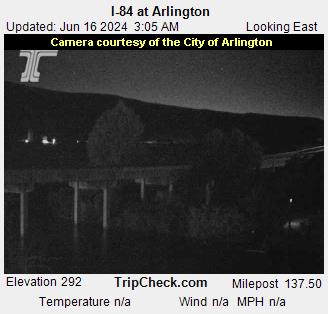 I-84 at Arlington
Updated: Jun 16 2024 3:05 AM Looking East
Camera courtesy of the City of Arlington
Elevation 292 TripCheck.com Milepost 137.50
Temperature n/a Wind n/a MPH n/a